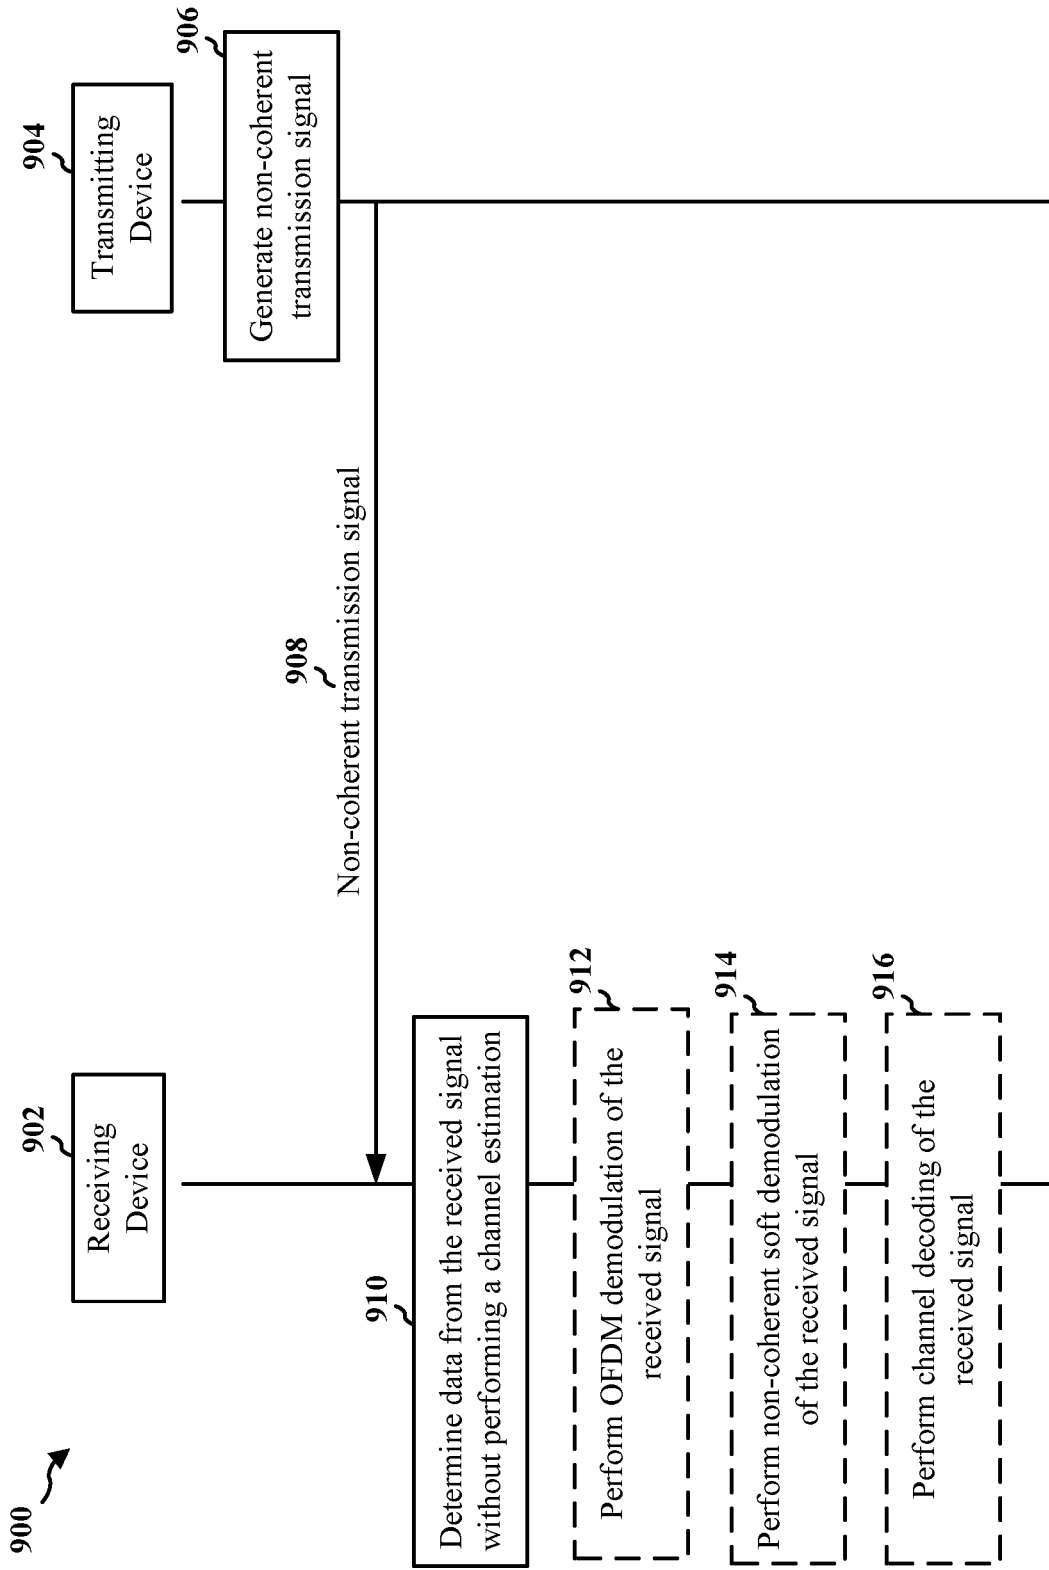 900
902
Receiving
Device
904
Transmitting
Device
906
Generate non-coherent
transmission signal
908
Non-coherent transmission signal
910
Determine data from the received signal
without performing a channel estimation
912
Perform OFDM demodulation of the
received signal
914
Perform non-coherent soft demodulation
of the received signal
916
Perform channel decoding of the
received signal